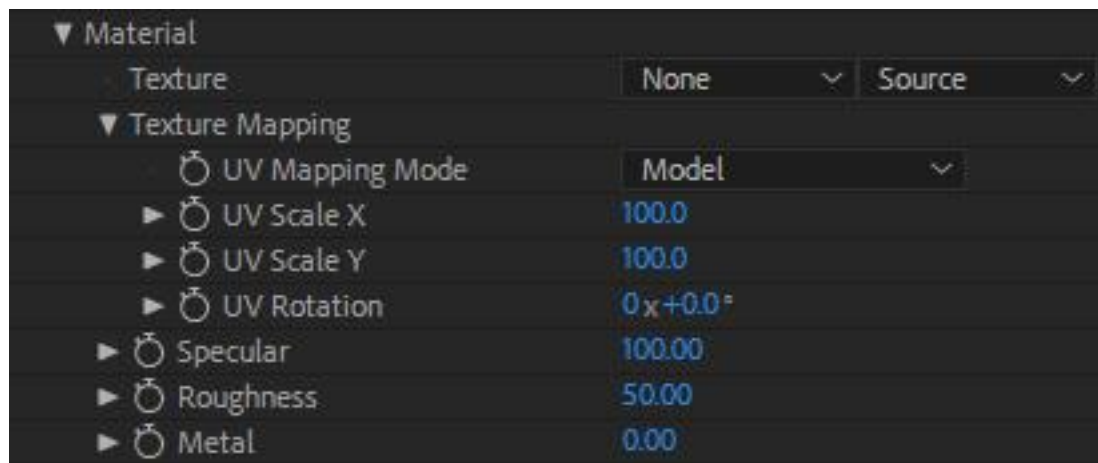 Material
Texture None Source
Texture Mapping
UV Mapping Mode Model
UV Scale X 100.0
UV Scale Y 100.0
UV Rotation 0x+0.0°
Specular 100.00
Roughness 50.00
Metal 0.00